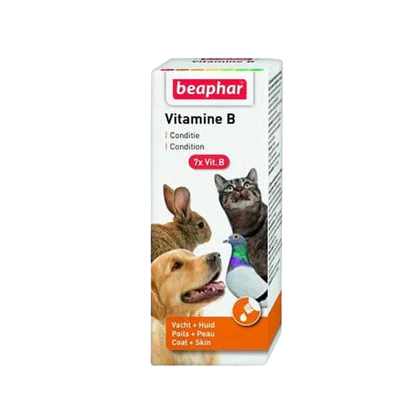 beaphar
Vitamine B
Conditie
Condition
7x Vit.B
Vacht + Huid
Poils + Peau
Coat + Skin